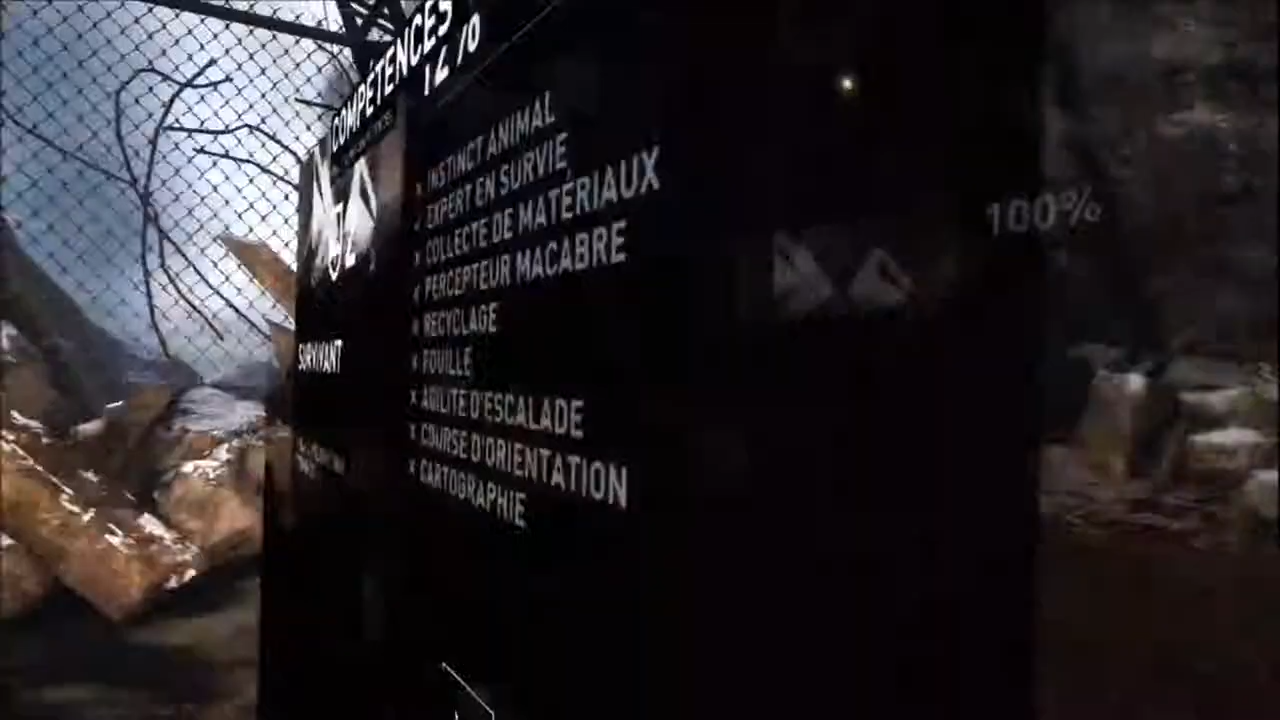 COMPÉTENCES
12%
INSTINCT ANIMAL
EXPERT EN SURVIE
COLLECTE DE MATÉRIAUX
PERCEPTEUR MACABRE
RECYCLAGE
FOUILLE
AGILITÉ D'ESCALADE
COURSE D'ORIENTATION
CARTOGRAPHIE
SURVIVANT
100%